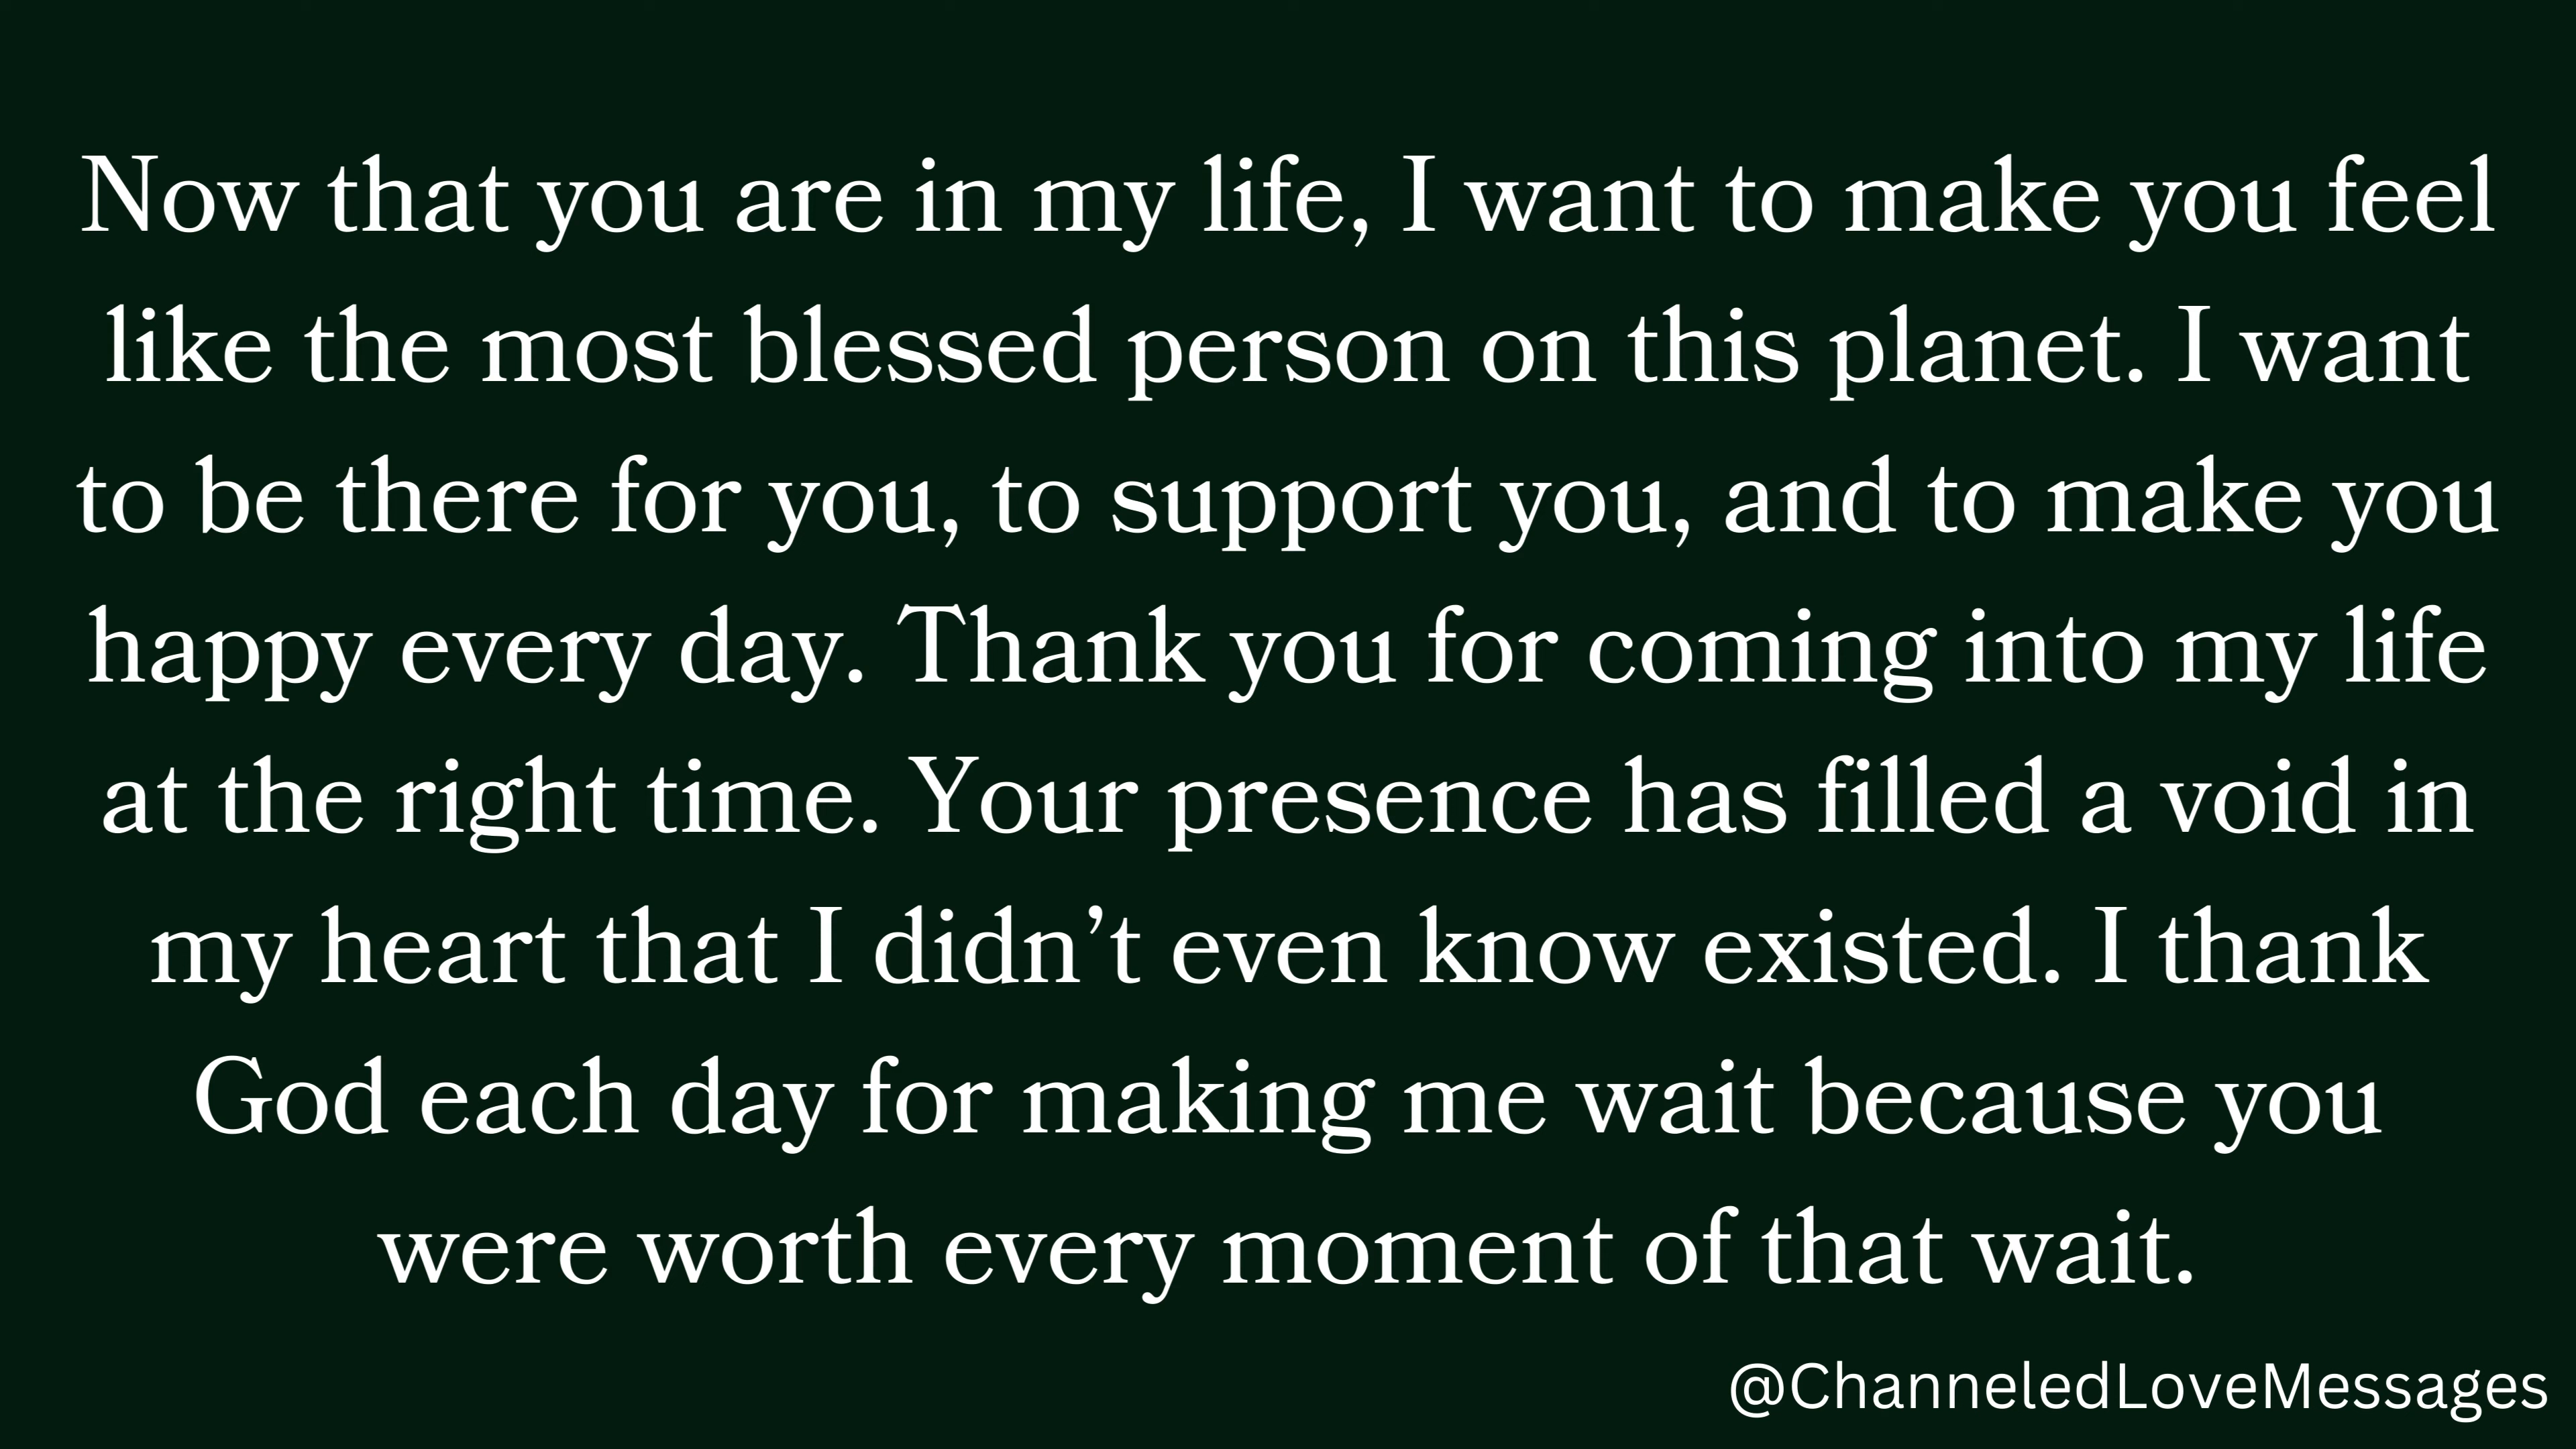 Now that you are in my life, I want to make you feel
like the most blessed person on this planet. I want
to be there for you, to support you, and to make you
happy every day. Thank you for coming into my life
at the right time. Your presence has filled a void in
my heart that I didn’t even know existed. I thank
God each day for making me wait because you
were worth every moment of that wait.
@ChanneledLoveMessages